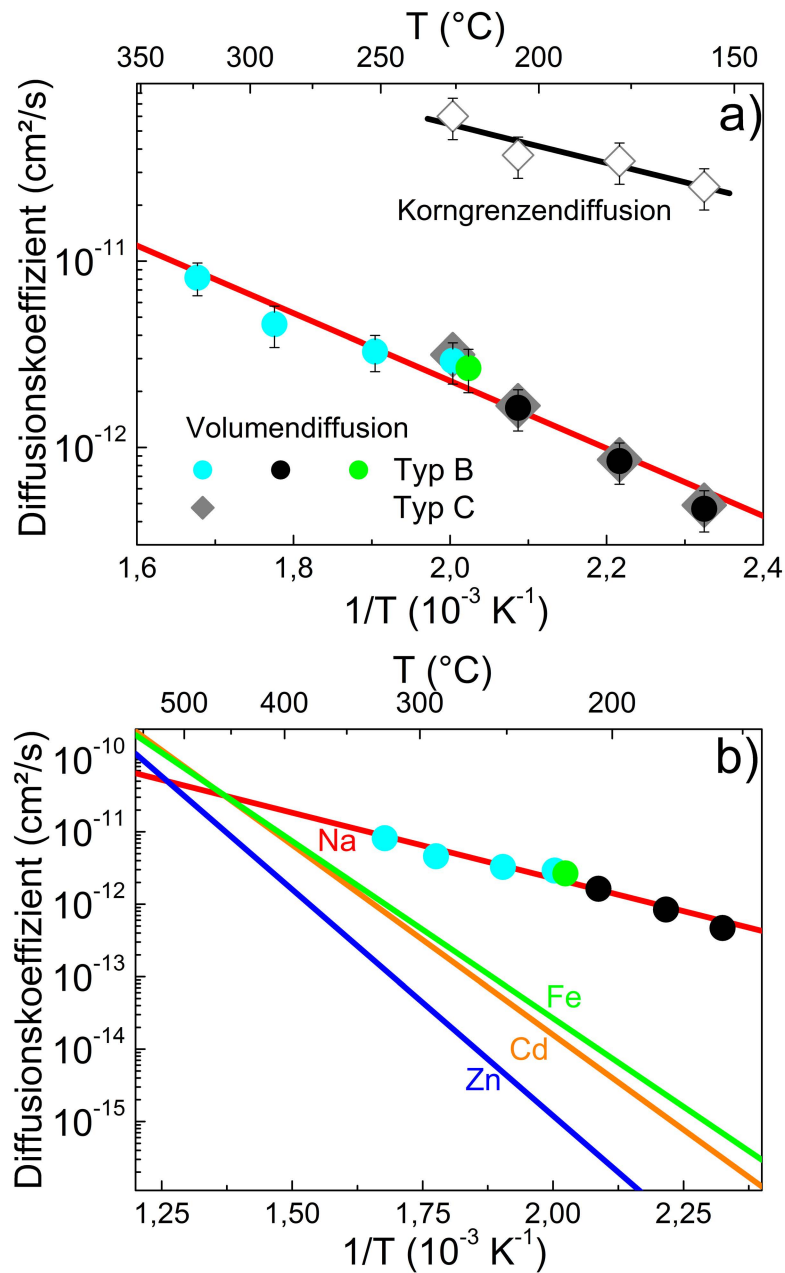 T (°C)
350 300 250 200 150
a)
Diffusionskoeffizient (cm²/s)
Korngrenzendiffusion
10⁻¹¹
10⁻¹²
Volumendiffusion
Typ B
Typ C
1,6 1,8 2,0 2,2 2,4
1/T (10⁻³ K⁻¹)
T (°C)
500 400 300 200
b)
Diffusionskoeffizient (cm²/s)
10⁻¹⁰
10⁻¹¹
Na
10⁻¹²
10⁻¹³
Fe
10⁻¹⁴
Cd
Zn
10⁻¹⁵
1,25 1,50 1,75 2,00 2,25
1/T (10⁻³ K⁻¹)